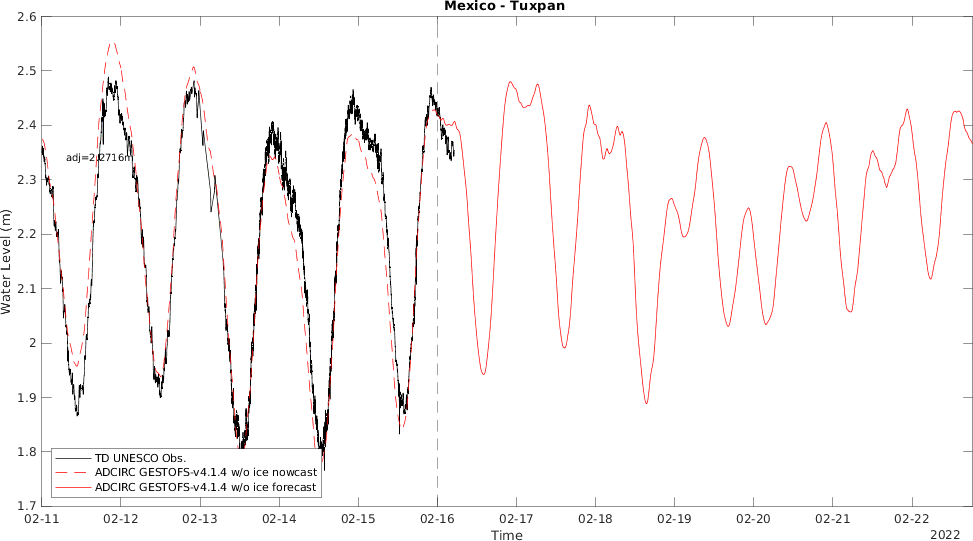 Mexico - Tuxpan
2.6
2.5
2.4
2.3
2.2
2.1
2
1.9
1.8
1.7
Water Level (m)
adj=2.2716m
TD UNESCO Obs.
ADCIRC GESTOFS-v4.1.4 w/o ice nowcast
ADCIRC GESTOFS-v4.1.4 w/o ice forecast
02-11 02-12 02-13 02-14 02-15 02-16 02-17 02-18 02-19 02-20 02-21 02-22
Time
2022